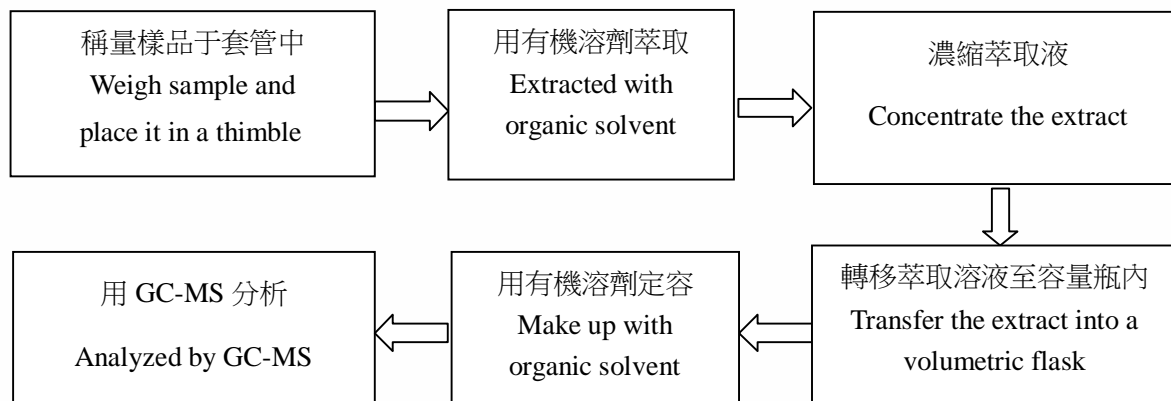 稱量樣品于套管中
Weigh sample and
place it in a thimble
用有機溶劑萃取
Extracted with
organic solvent
濃縮萃取液
Concentrate the extract
轉移萃取溶液至容量瓶內
Transfer the extract into a
volumetric flask
用有機溶劑定容
Make up with
organic solvent
用 GC-MS 分析
Analyzed by GC-MS